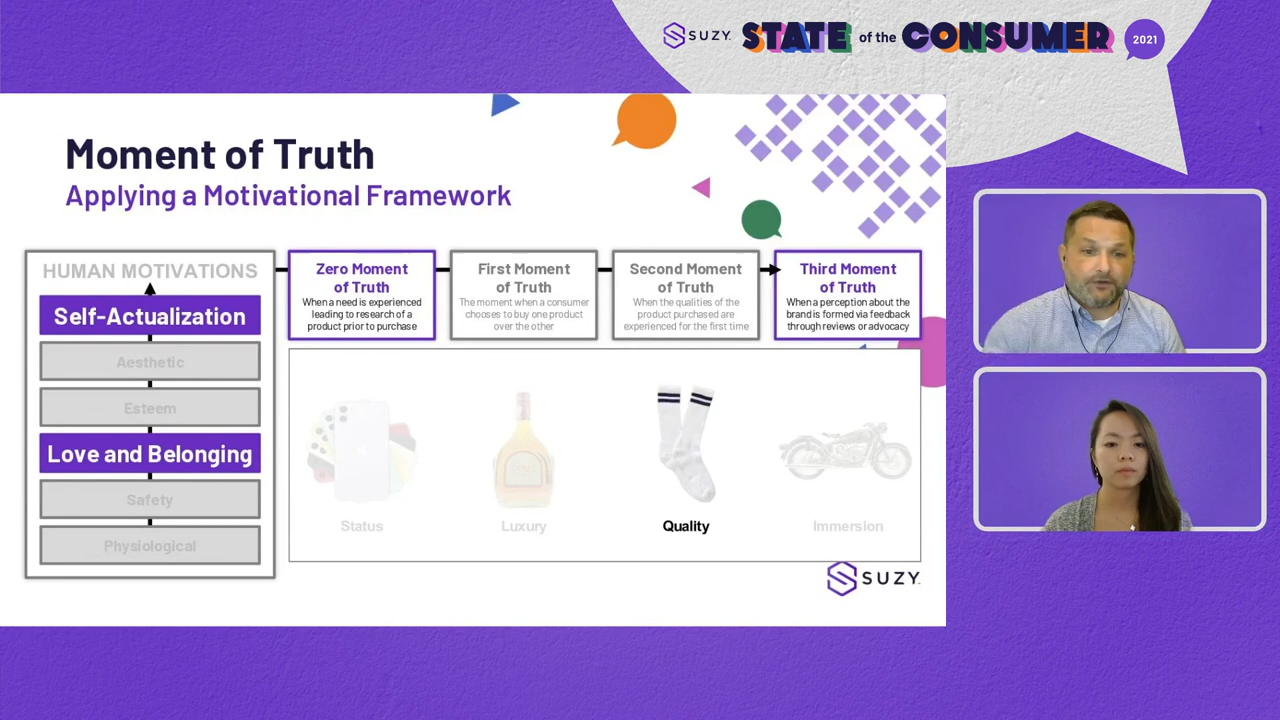 SUZY
STATE of the CONSUMER
2021
Moment of Truth
Applying a Motivational Framework
HUMAN MOTIVATIONS
Self-Actualization
Aesthetic
Esteem
Love and Belonging
Safety
Physiological
Zero Moment
of Truth
When a need is experienced
leading to research of a
product prior to purchase
First Moment
of Truth
The moment when a consumer
chooses to buy one product
over the other
Second Moment
of Truth
When the qualities of the
product purchased are
experienced for the first time
Third Moment
of Truth
When a perception about the
brand is formed via feedback
through reviews or advocacy
Status
Luxury
Quality
Immersion
SUZY